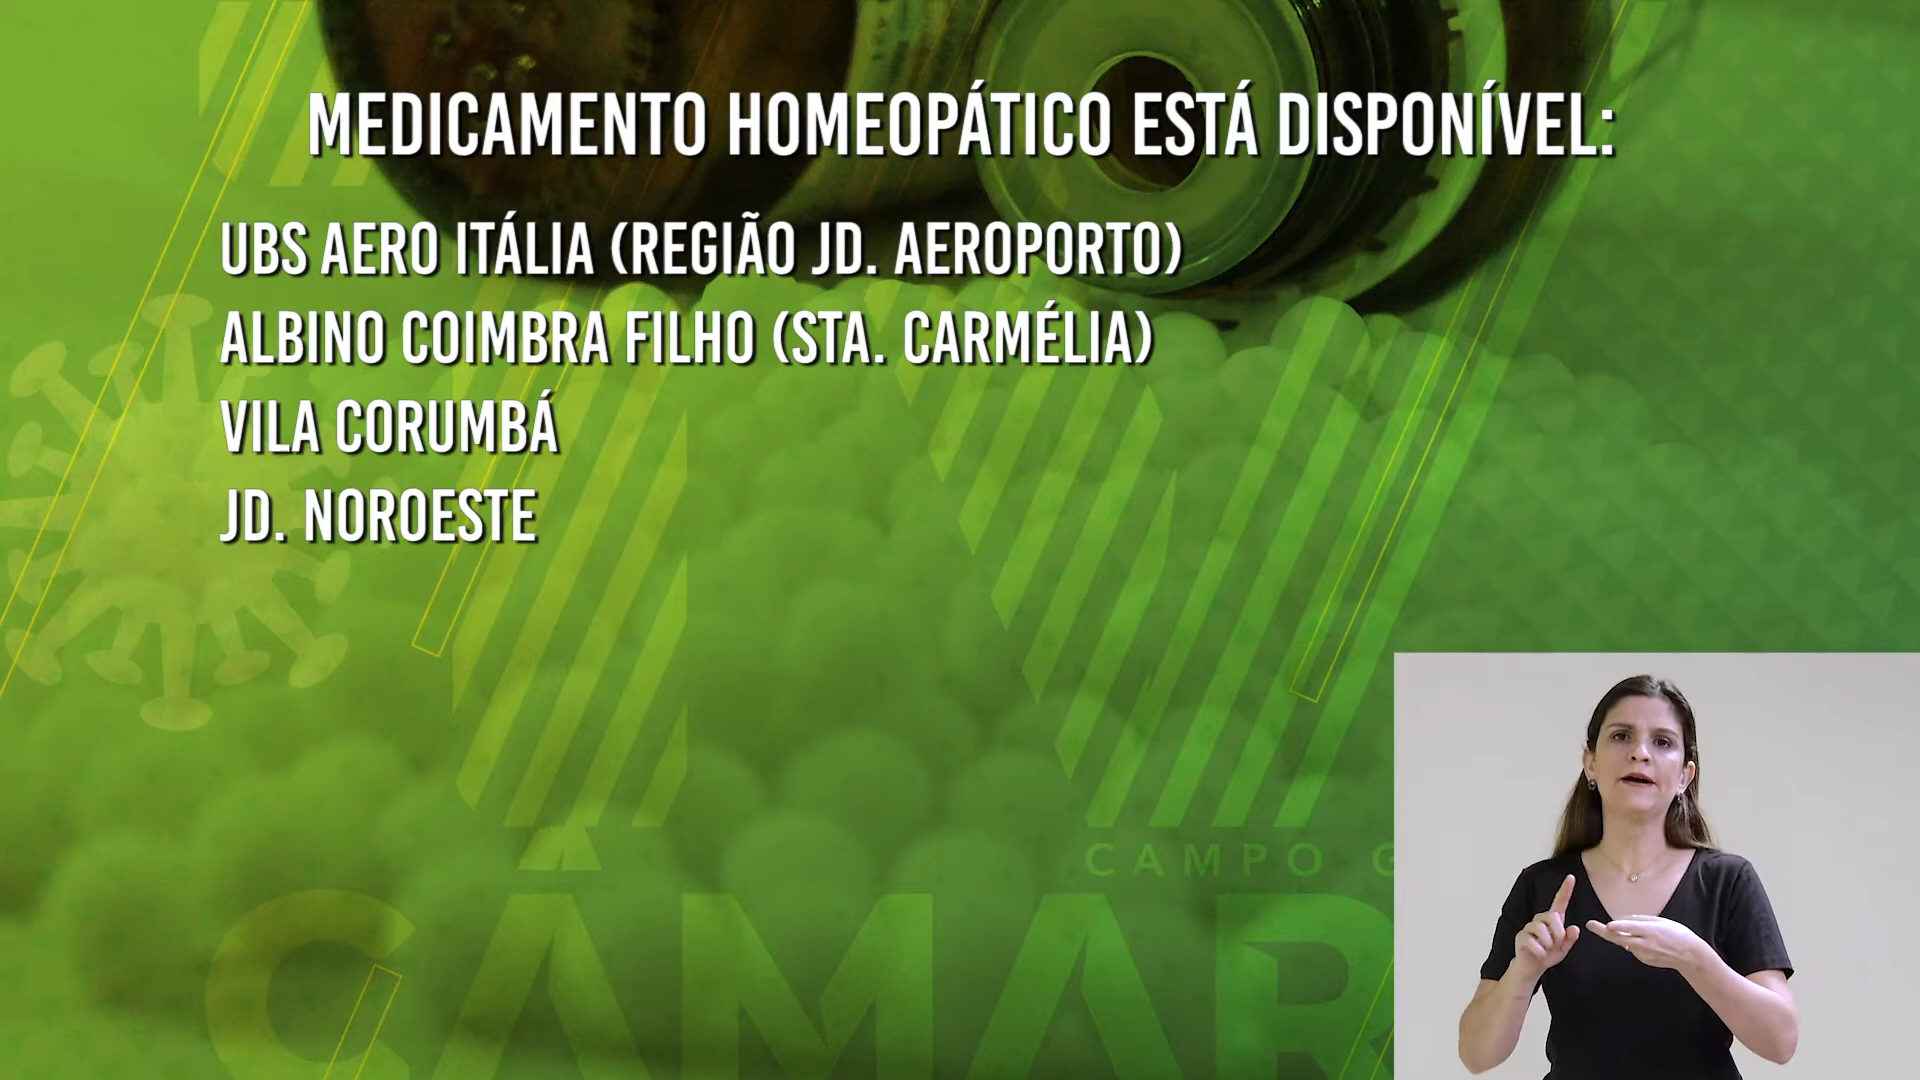 MEDICAMENTO HOMEOPÁTICO ESTÁ DISPONÍVEL:
UBS AERO ITÁLIA (REGIÃO JD. AEROPORTO)
ALBINO COIMBRA FILHO (STA. CARMÉLIA)
VILA CORUMBÁ
JD. NOROESTE
CAMPO G
CÂMAR